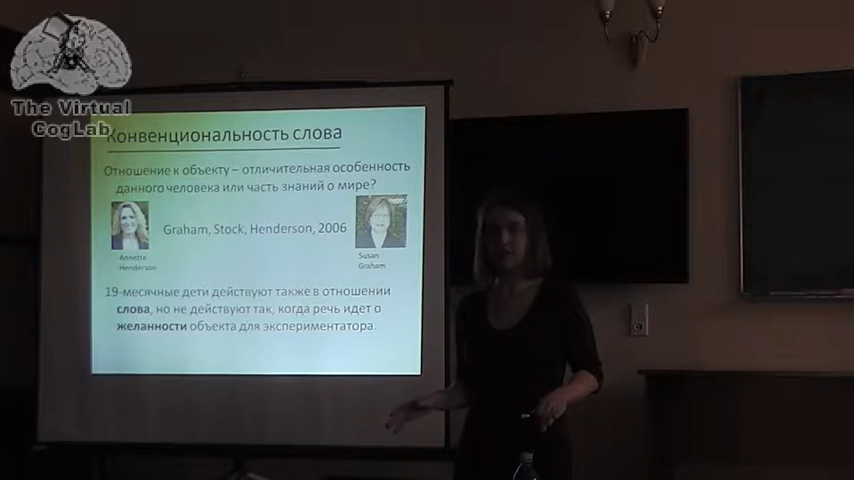 The Virtual
CogLab
Конвенциональность слова
Отношение к объекту – отличительная особенность
данного человека или часть знаний о мире?
Graham, Stock, Henderson, 2006
Annette
Henderson
Susan
Graham
19-месячные дети действуют также в отношении
слова, но не действуют так, когда речь идет о
желанности объекта для экспериментатора.